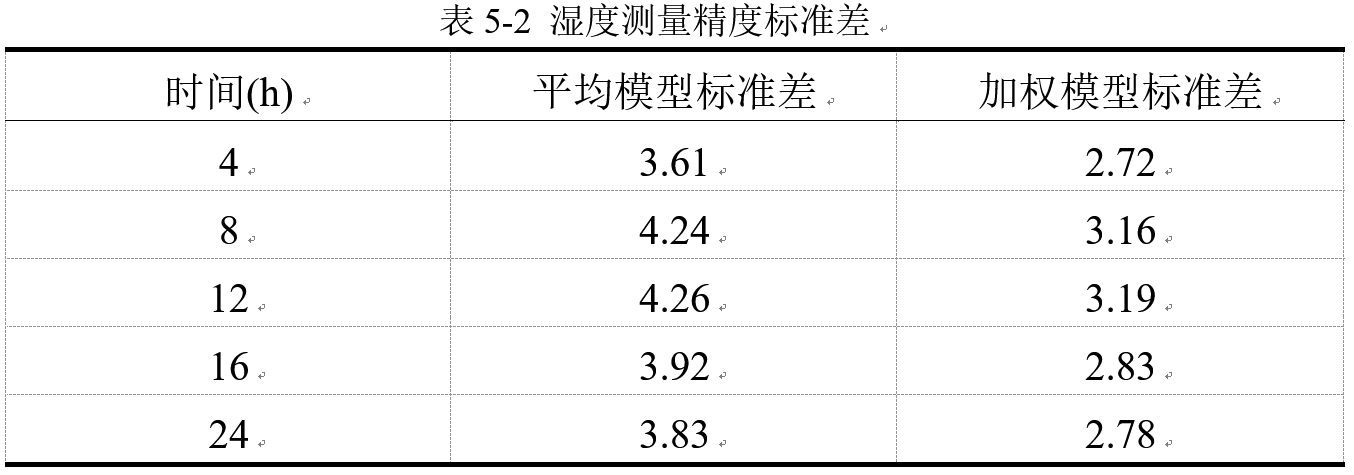 表 5-2 湿度测量精度标准差
时间(h) 平均模型标准差 加权模型标准差
4 3.61 2.72
8 4.24 3.16
12 4.26 3.19
16 3.92 2.83
24 3.83 2.78